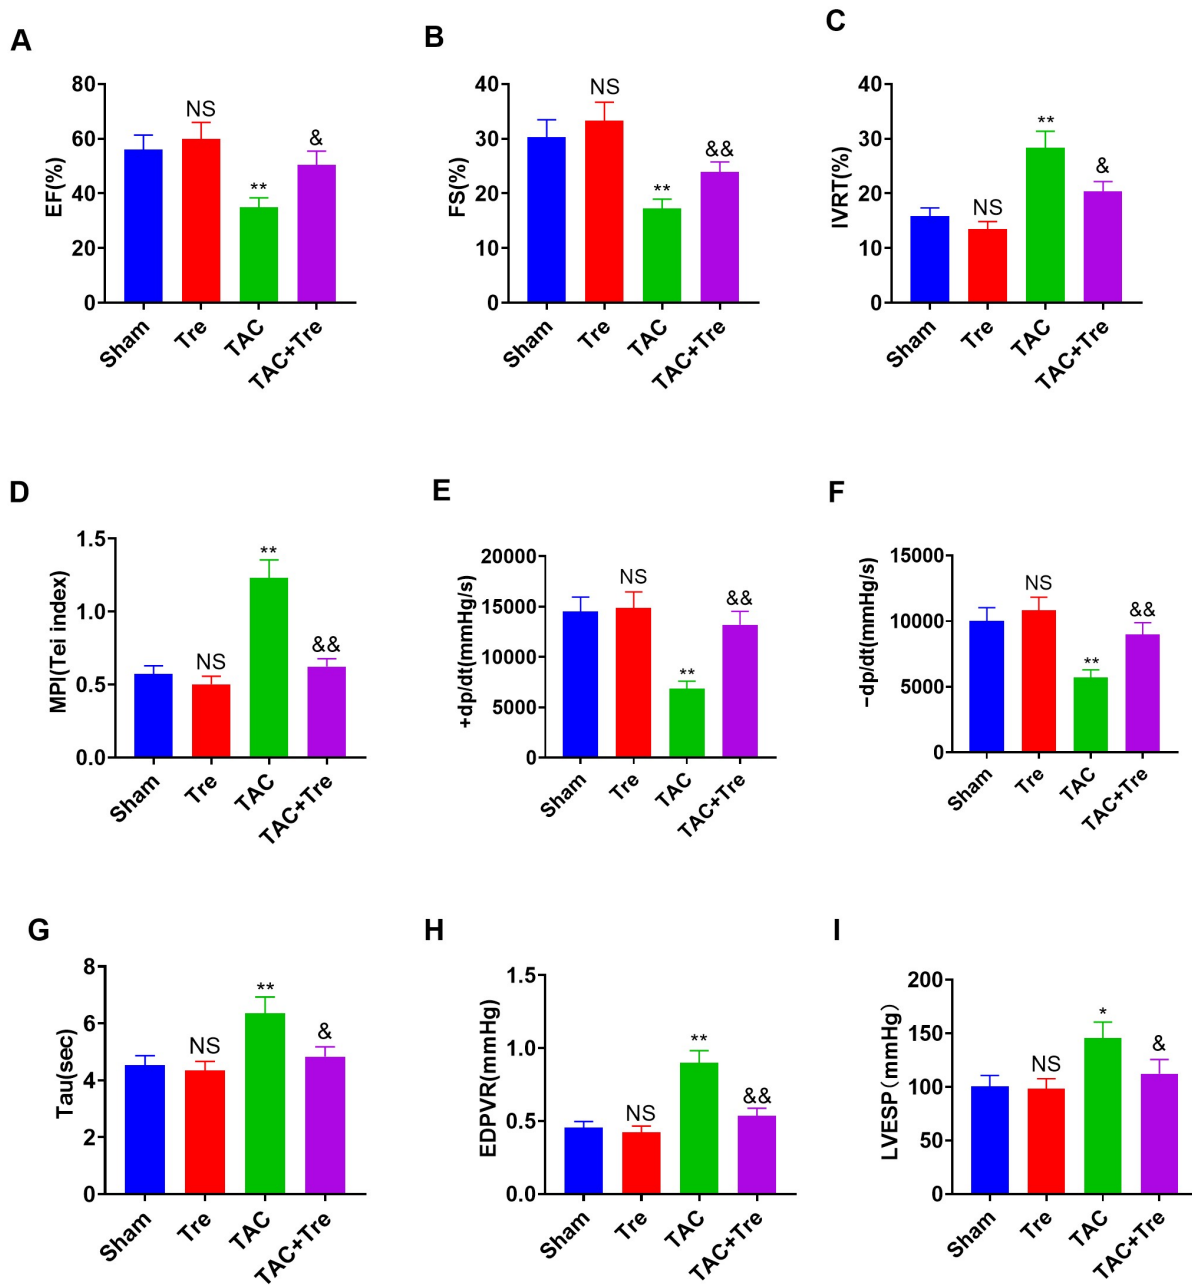 A
EF(%)
80
60
40
20
0
NS
**
&
Sham
Tre
TAC
TAC+Tre
B
FS(%)
40
30
20
10
0
NS
**
&&
Sham
Tre
TAC
TAC+Tre
C
IVRT(%)
40
30
20
10
0
NS
**
&
Sham
Tre
TAC
TAC+Tre
D
MPI(Tei index)
1.5
1.0
0.5
0.0
NS
**
&&
Sham
Tre
TAC
TAC+Tre
E
+dp/dt(mmHg/s)
20000
15000
10000
5000
0
NS
**
&&
Sham
Tre
TAC
TAC+Tre
F
−dp/dt(mmHg/s)
15000
10000
5000
0
NS
**
&&
Sham
Tre
TAC
TAC+Tre
G
Tau(sec)
8
6
4
2
0
NS
**
&
Sham
Tre
TAC
TAC+Tre
H
EDPVR(mmHg)
1.5
1.0
0.5
0.0
NS
**
&&
Sham
Tre
TAC
TAC+Tre
I
LVESP（mmHg)
200
150
100
50
0
NS
*
&
Sham
Tre
TAC
TAC+Tre